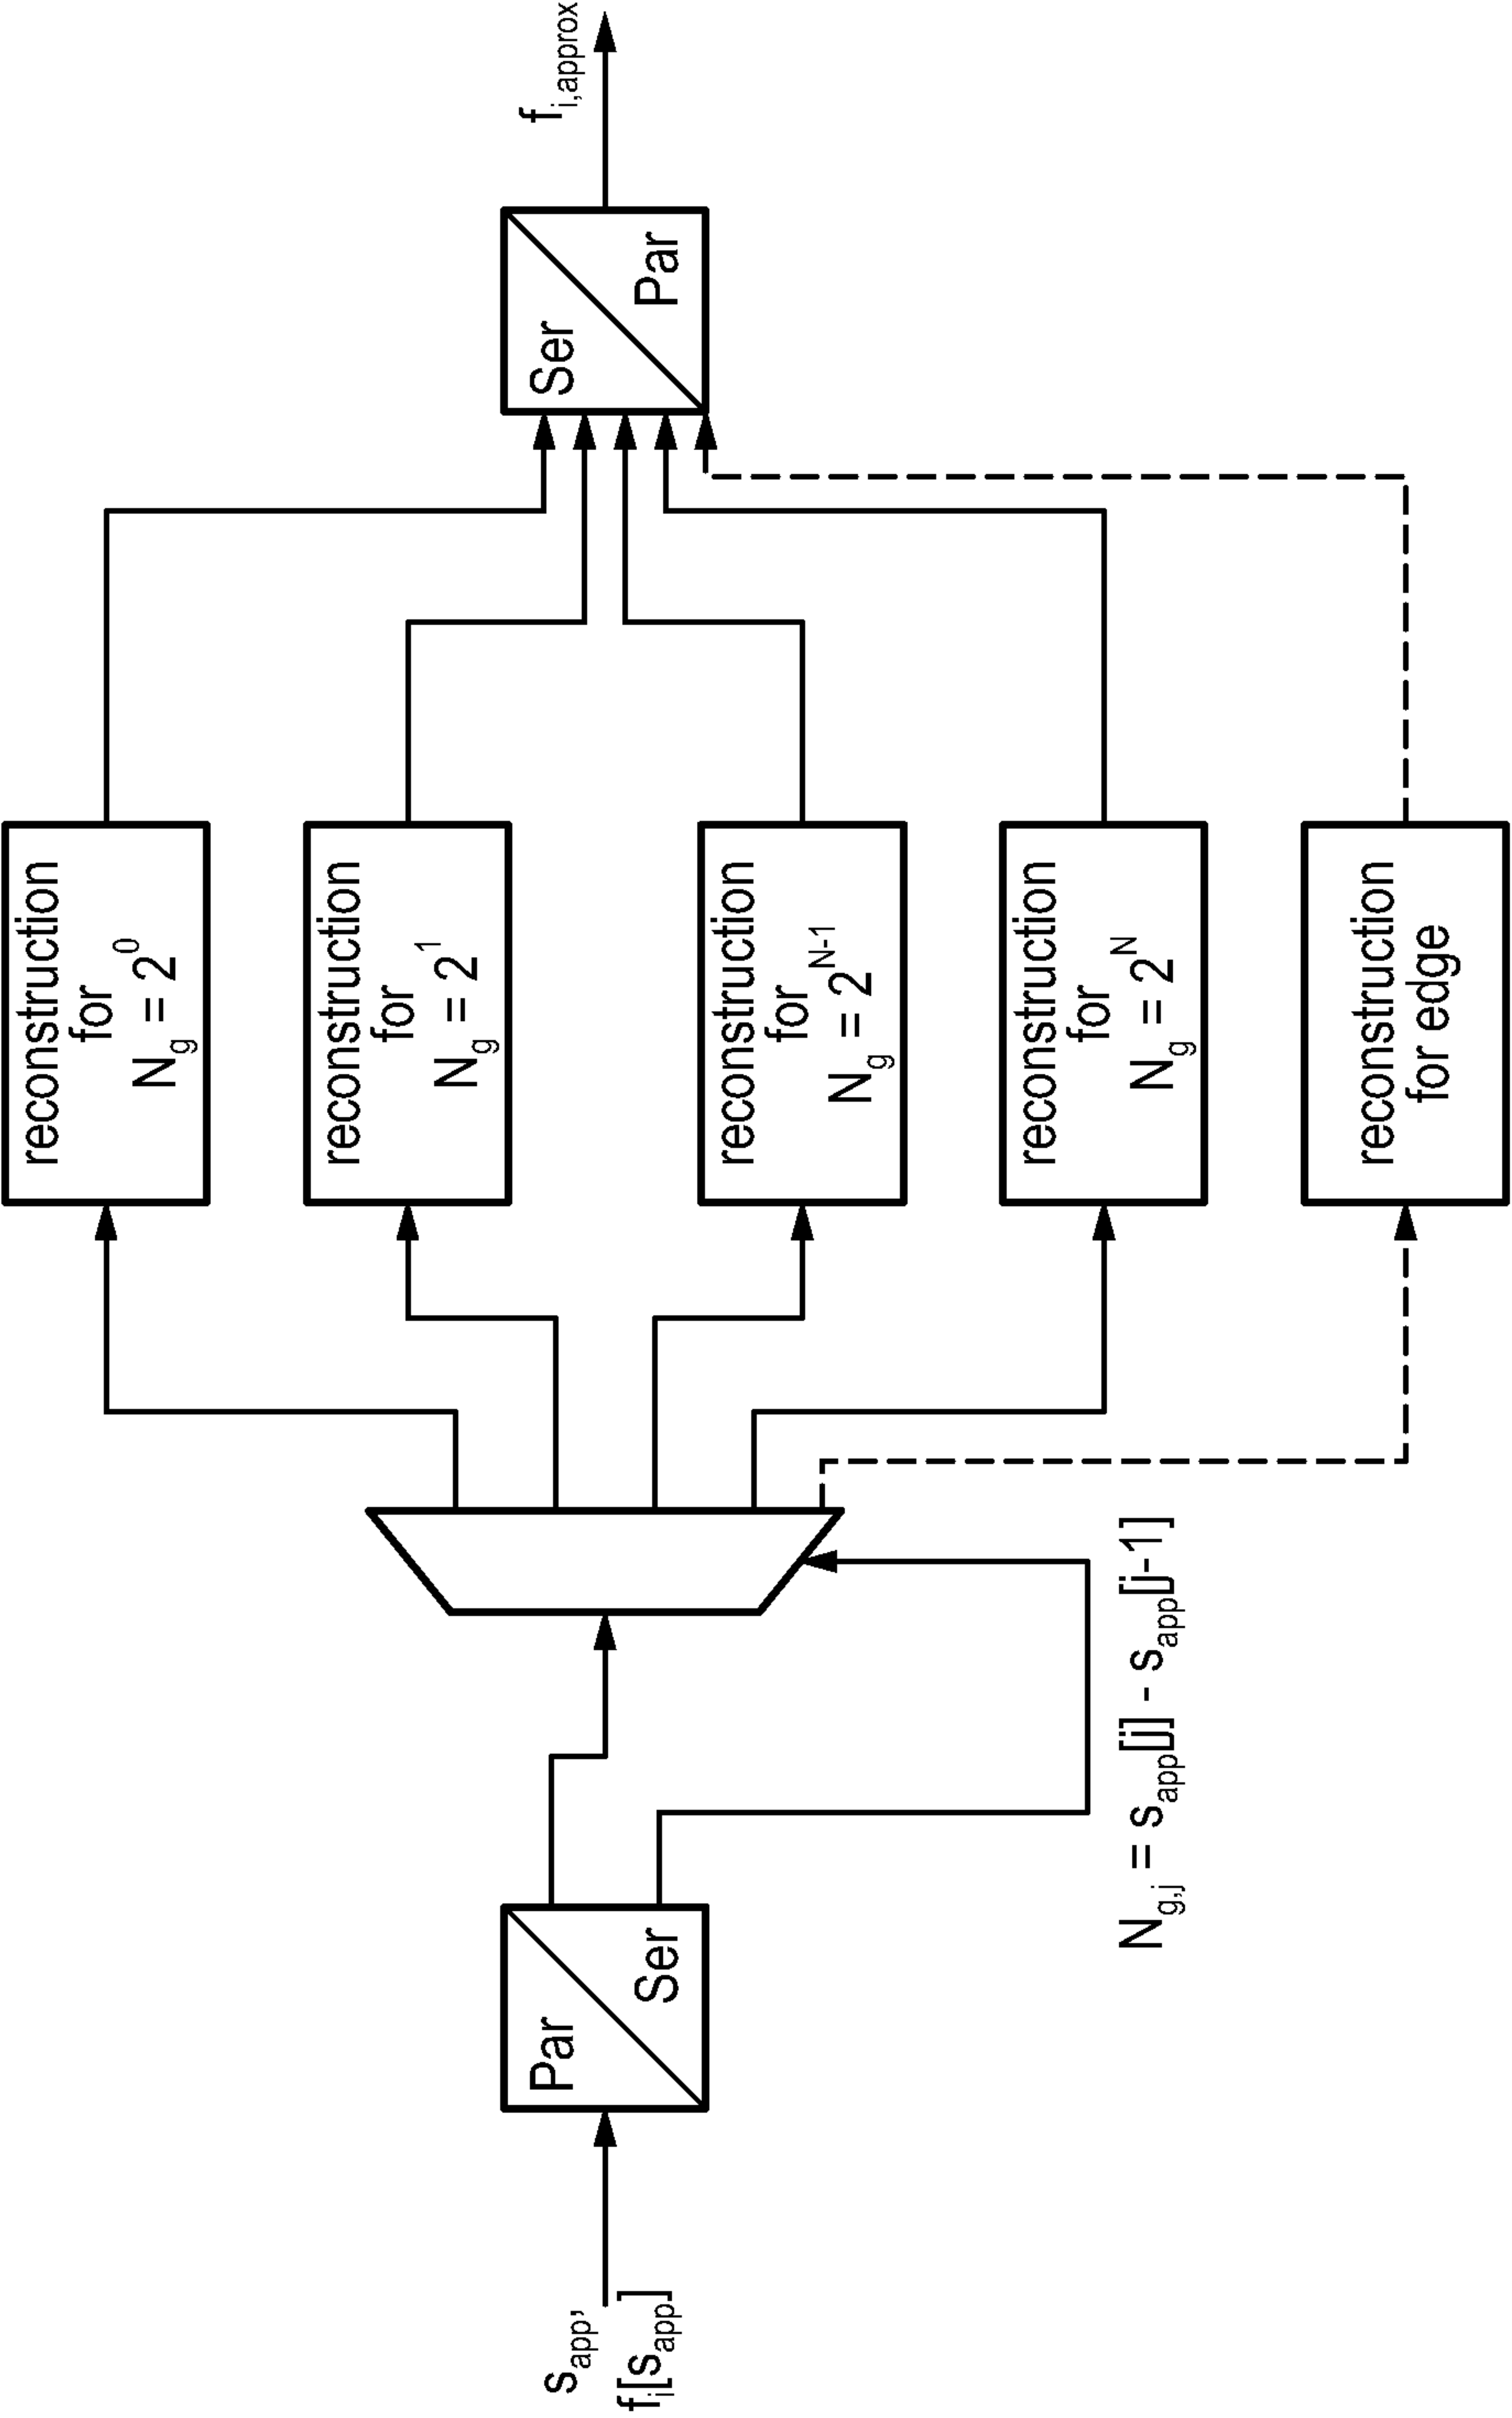 s_app,
f_i[s_app]
Par
Ser
N_g,j = s_app[j] - s_app[j-1]
reconstruction
for
N_g = 2^0
reconstruction
for
N_g = 2^1
reconstruction
for
N_g = 2^N-1
reconstruction
for
N_g = 2^N
reconstruction
for edge
Ser
Par
f_i,approx